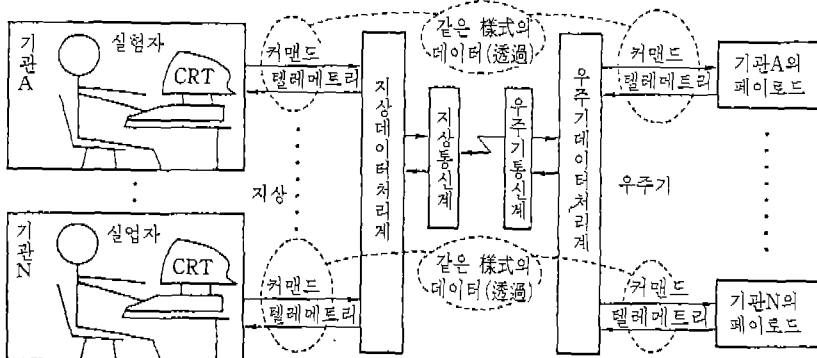 기관A
실험자
CRT
커맨드
텔레메트리
지상데이터처리계
같은 樣式의
데이터(透過)
지상통신계
우주기통신계
우주기데이터처리계
커맨드
텔레메트리
기관A의
페이로드
지상
우주기
기관N
실업자
CRT
커맨드
텔레메트리
같은 樣式의
데이터(透過)
커맨드
텔레메트리
기관N의
페이로드